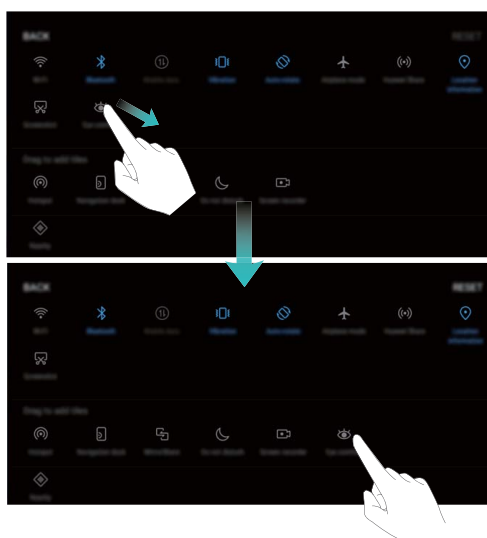 BACK RESET
Wi-Fi Bluetooth Mobile data Vibration Auto-rotate Airplane mode Huawei Share Location information
Screenshot
Drag to add tiles
Hotspot Navigation dock Do not disturb Screen recorder
Nearby
BACK RESET
Wi-Fi Bluetooth Mobile data Vibration Auto-rotate Airplane mode Huawei Share Location information
Screenshot
Drag to add tiles
Hotspot Navigation dock MirrorShare Do not disturb Screen recorder Eye comfort
Nearby